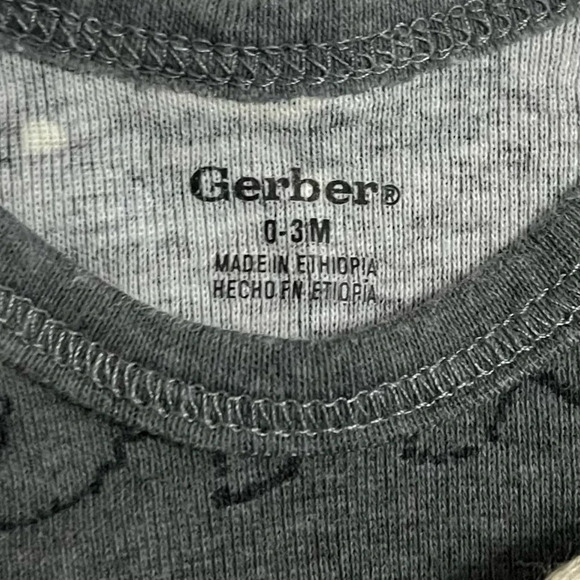 Gerber®
0-3M
MADE IN ETHIOPIA
HECHO EN ETIOPIA